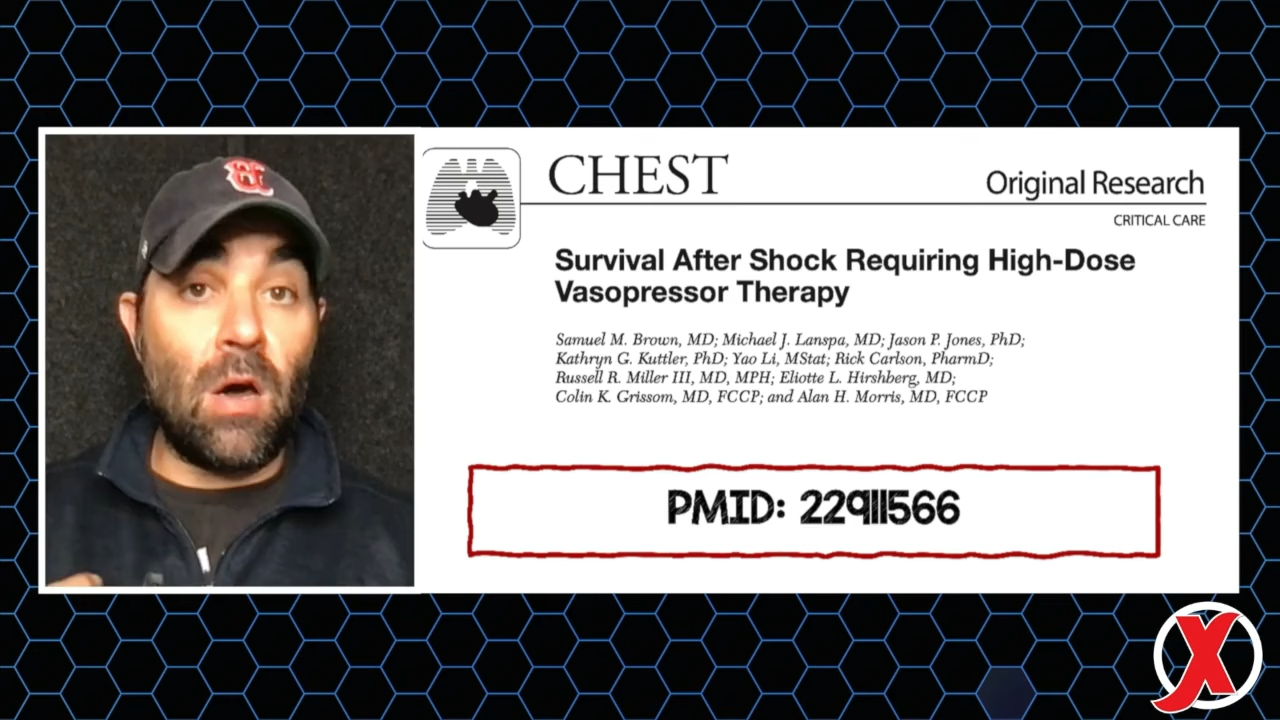 B
CHEST
Original Research
CRITICAL CARE
Survival After Shock Requiring High-Dose
Vasopressor Therapy
Samuel M. Brown, MD; Michael J. Lanspa, MD; Jason P. Jones, PhD;
Kathryn G. Kuttler, PhD; Yao Li, MStat; Rick Carlson, PharmD;
Russell R. Miller III, MD, MPH; Eliotte L. Hirshberg, MD;
Colin K. Grissom, MD, FCCP; and Alan H. Morris, MD, FCCP
PMID: 22911566
X